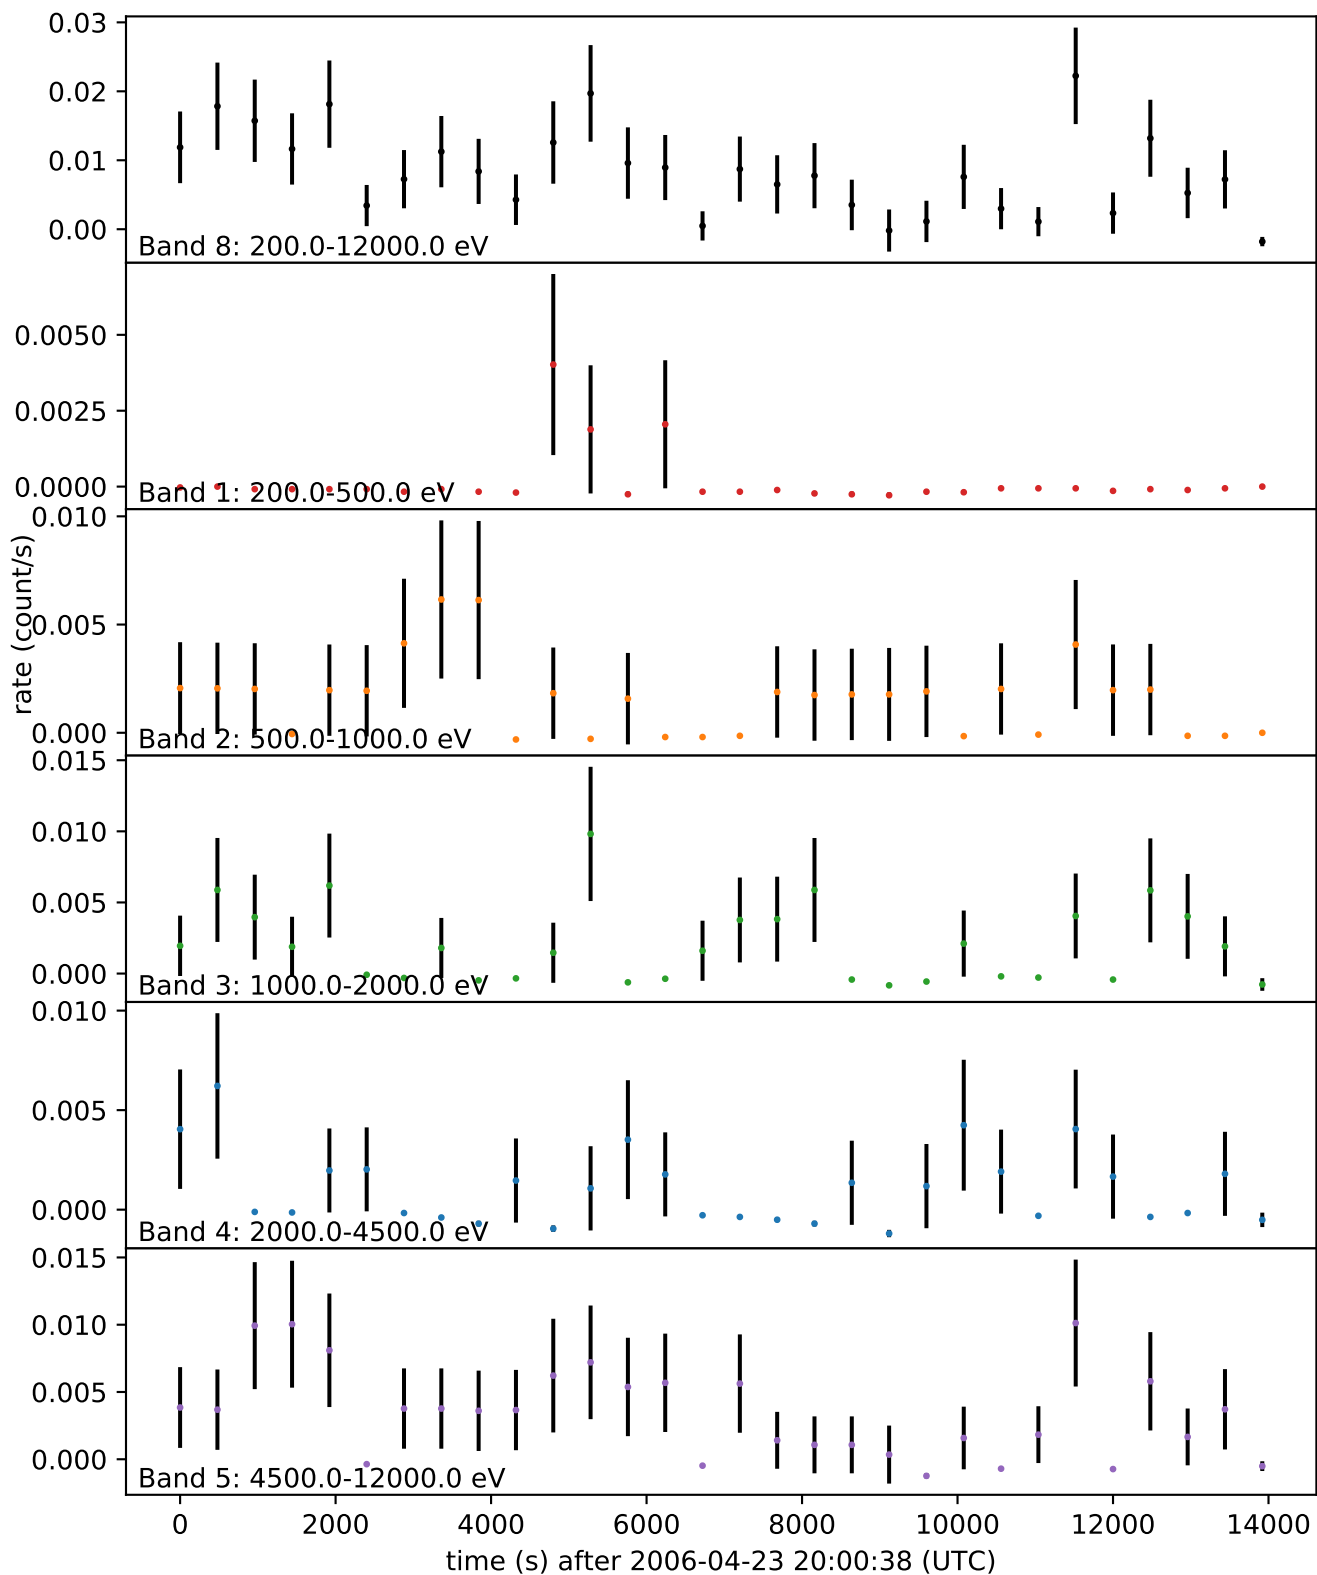 0.03
0.02
0.01
0.00
Band 8: 200.0-12000.0 eV
0.0050
0.0025
0.0000
Band 1: 200.0-500.0 eV
rate (count/s)
0.010
0.005
0.000
Band 2: 500.0-1000.0 eV
0.015
0.010
0.005
0.000
Band 3: 1000.0-2000.0 eV
0.010
0.005
0.000
Band 4: 2000.0-4500.0 eV
0.015
0.010
0.005
0.000
Band 5: 4500.0-12000.0 eV
0 2000 4000 6000 8000 10000 12000 14000
time (s) after 2006-04-23 20:00:38 (UTC)